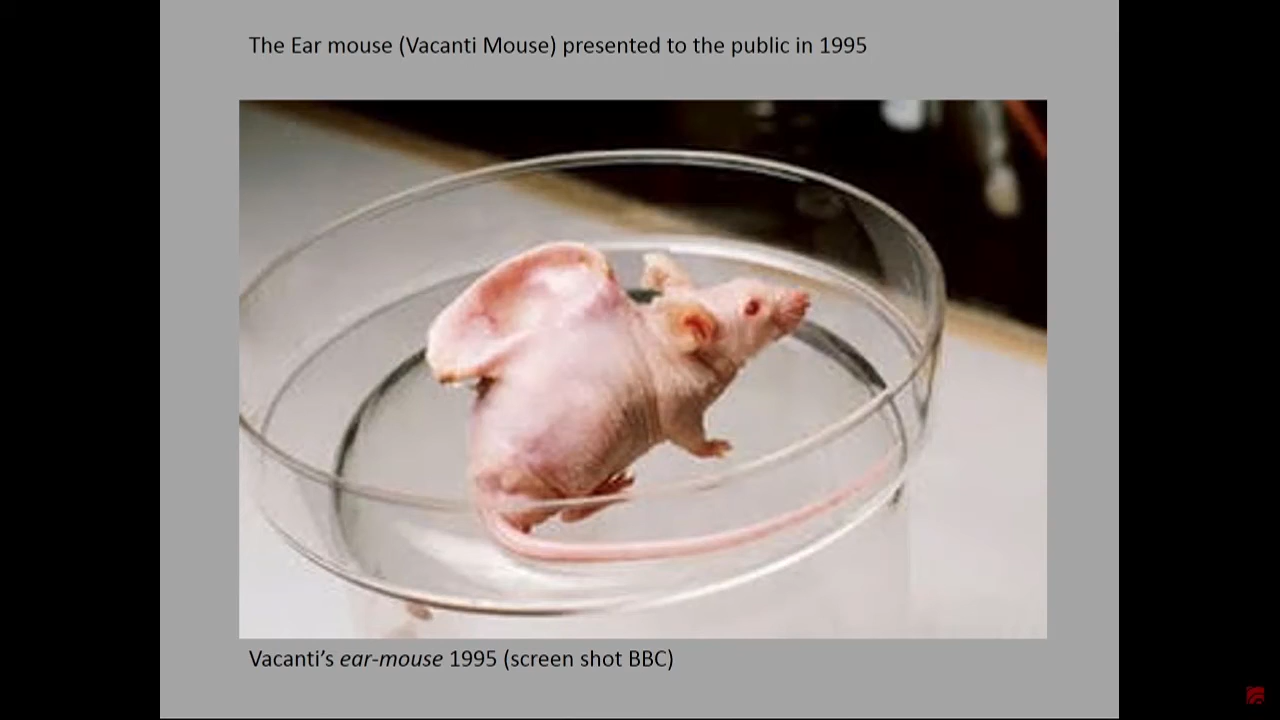 The Ear mouse (Vacanti Mouse) presented to the public in 1995
Vacanti’s ear-mouse 1995 (screen shot BBC)